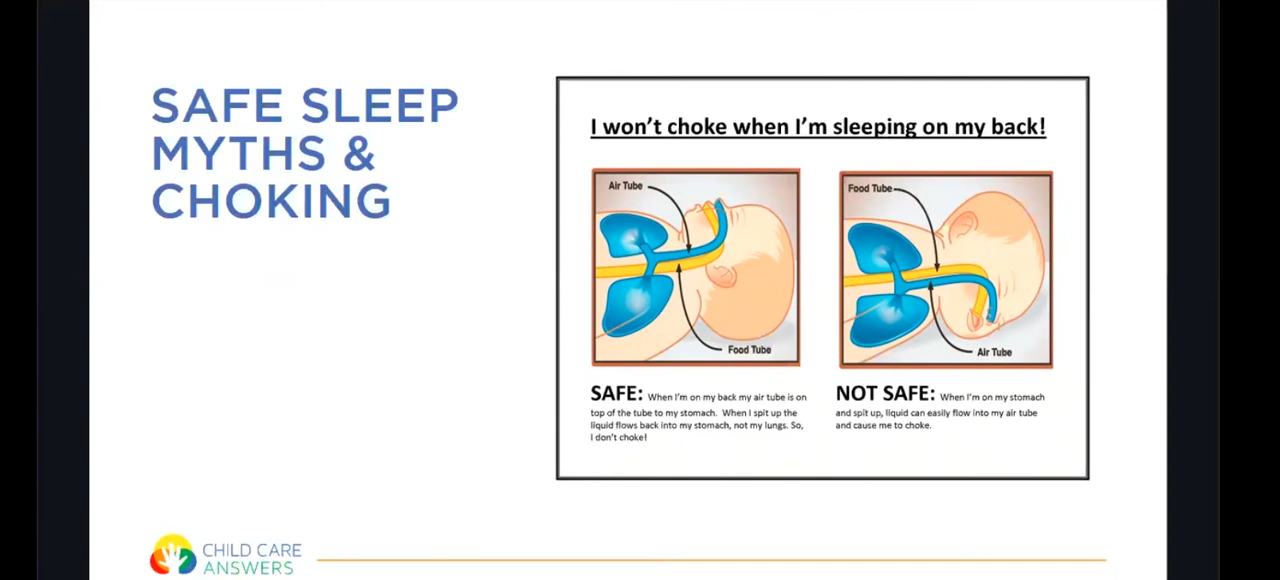 SAFE SLEEP
MYTHS &
CHOKING
I won't choke when I'm sleeping on my back!
Air Tube
Food Tube
SAFE: When I'm on my back my air tube is on
top of the tube to my stomach. When I spit up the
liquid flows back into my stomach, not my lungs. So,
I don't choke!
Food Tube
Air Tube
NOT SAFE: When I'm on my stomach
and spit up, liquid can easily flow into my air tube
and cause me to choke.
CHILD CARE
ANSWERS